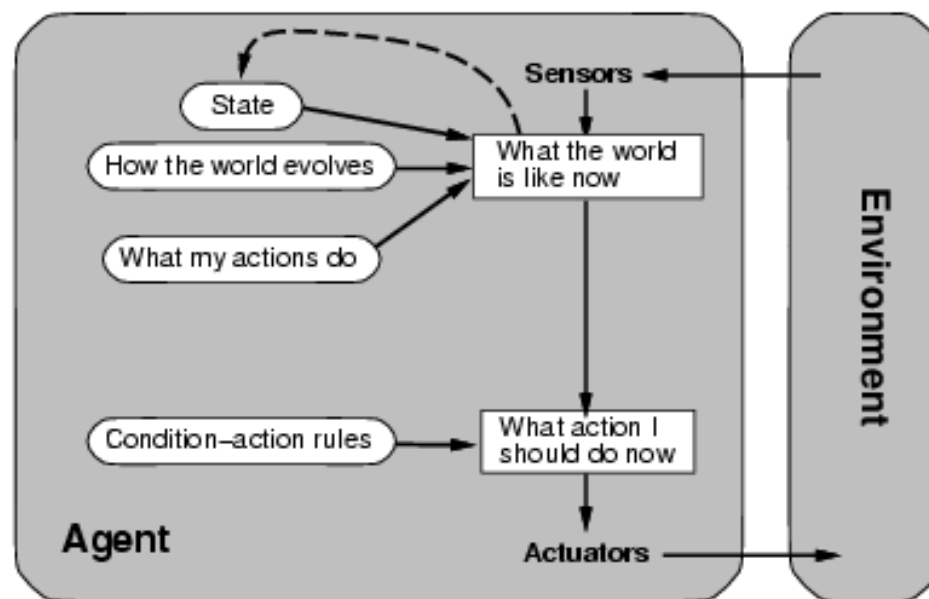 Sensors
State
What the world
is like now
How the world evolves
What my actions do
Environment
Condition–action rules
What action I
should do now
Agent
Actuators